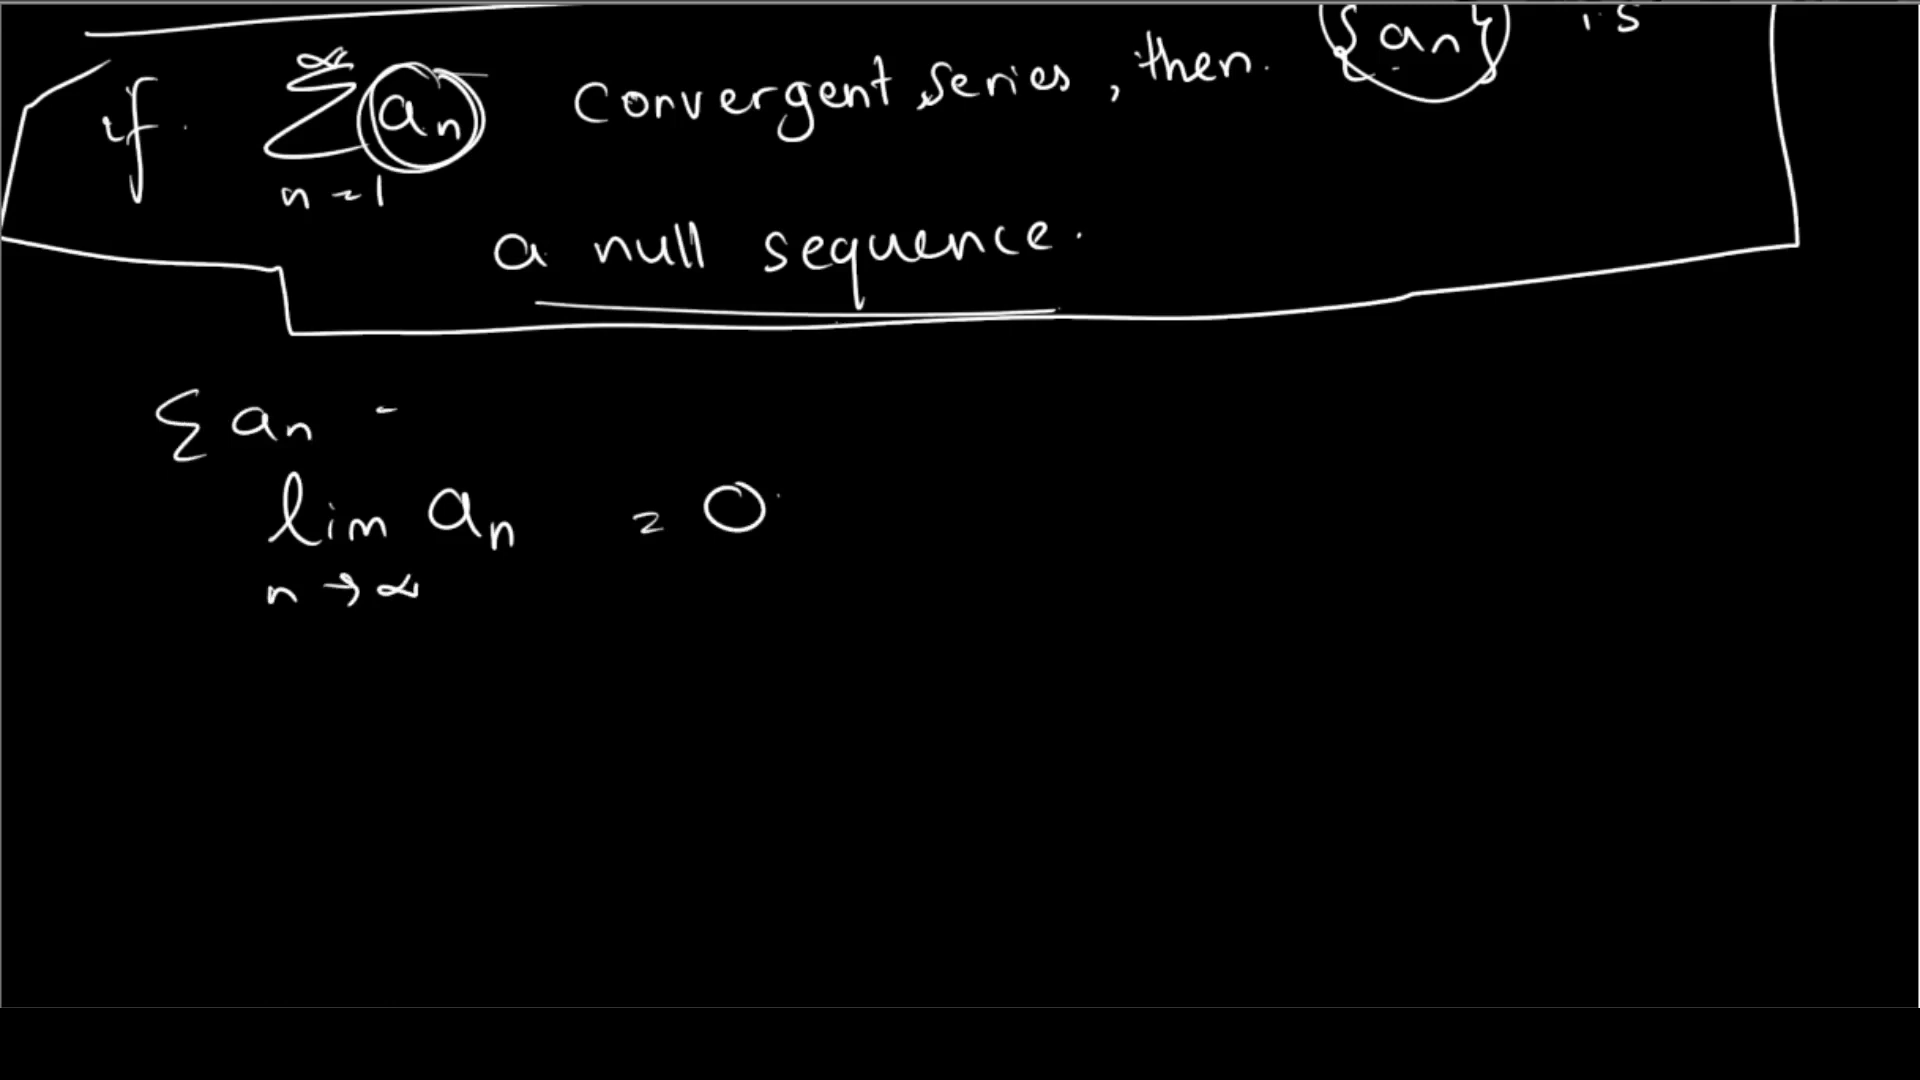 if. ∑_{n=1}^{∞} a_n convergent series, then. {a_n} is
a null sequence.
{a_n -
lim_{n→∞} a_n = 0